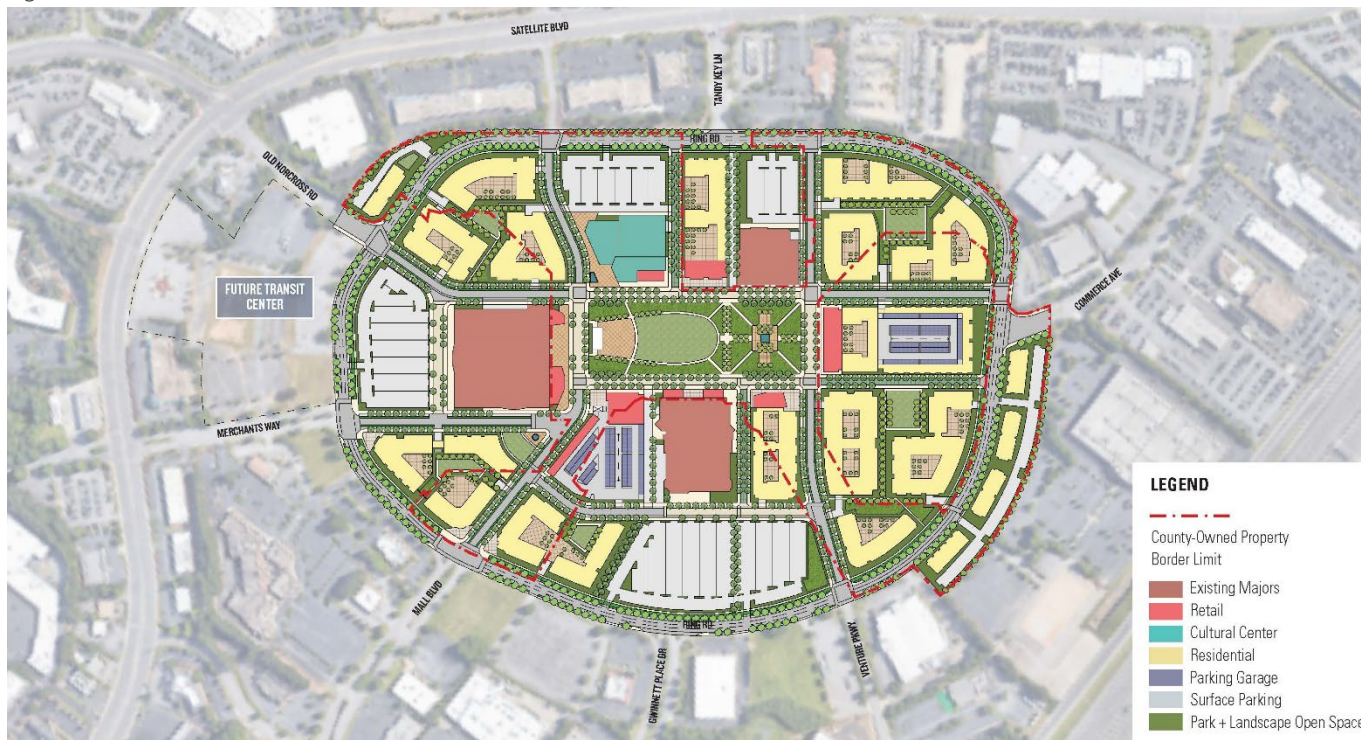 SATELLITE BLVD
TANDY KEY LN
RING RD
OLD NORCROSS RD
COMMERCE AVE
FUTURE TRANSIT
CENTER
MERCHANTS WAY
MALL BLVD
RING RD
GWINNETT PLACE DR
VENTURE PKWY
LEGEND
County-Owned Property
Border Limit
Existing Majors
Retail
Cultural Center
Residential
Parking Garage
Surface Parking
Park + Landscape Open Space